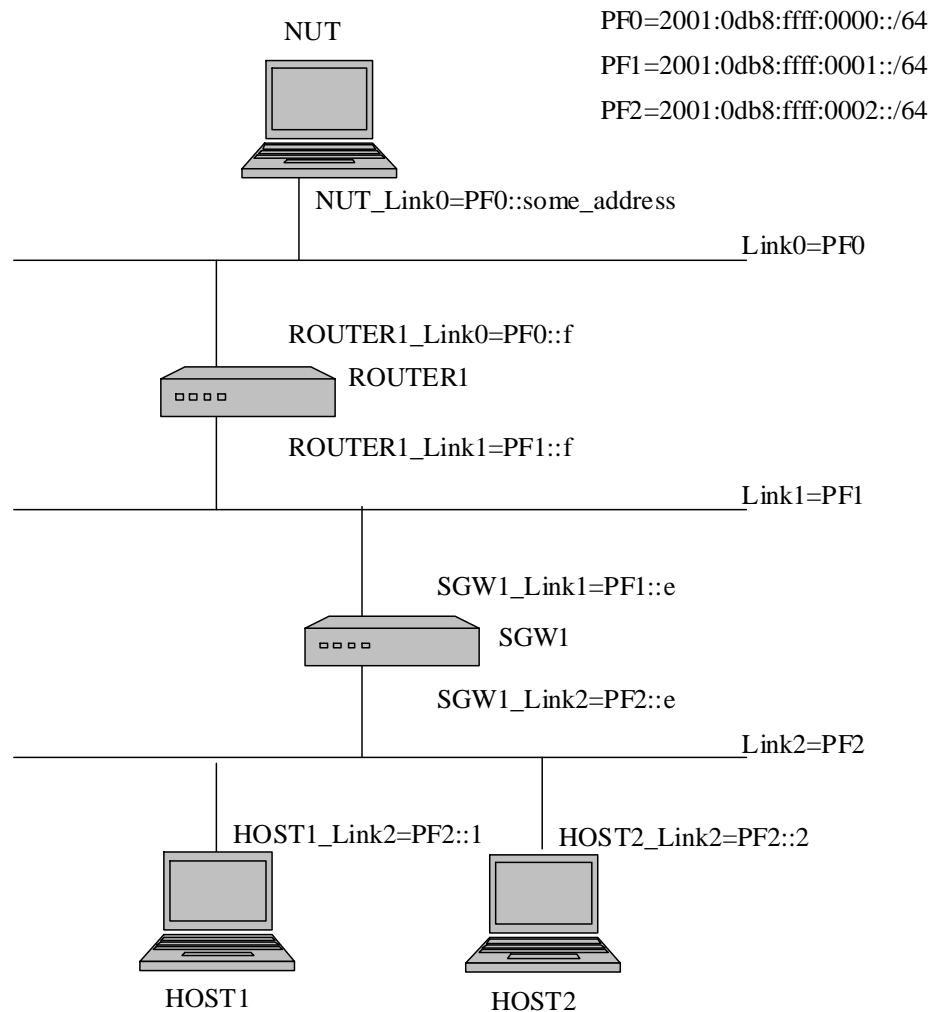 NUT
PF0=2001:0db8:ffff:0000::/64
PF1=2001:0db8:ffff:0001::/64
PF2=2001:0db8:ffff:0002::/64
NUT_Link0=PF0::some_address
Link0=PF0
ROUTER1_Link0=PF0::f
ROUTER1
ROUTER1_Link1=PF1::f
Link1=PF1
SGW1_Link1=PF1::e
SGW1
SGW1_Link2=PF2::e
Link2=PF2
HOST1_Link2=PF2::1
HOST2_Link2=PF2::2
HOST1
HOST2